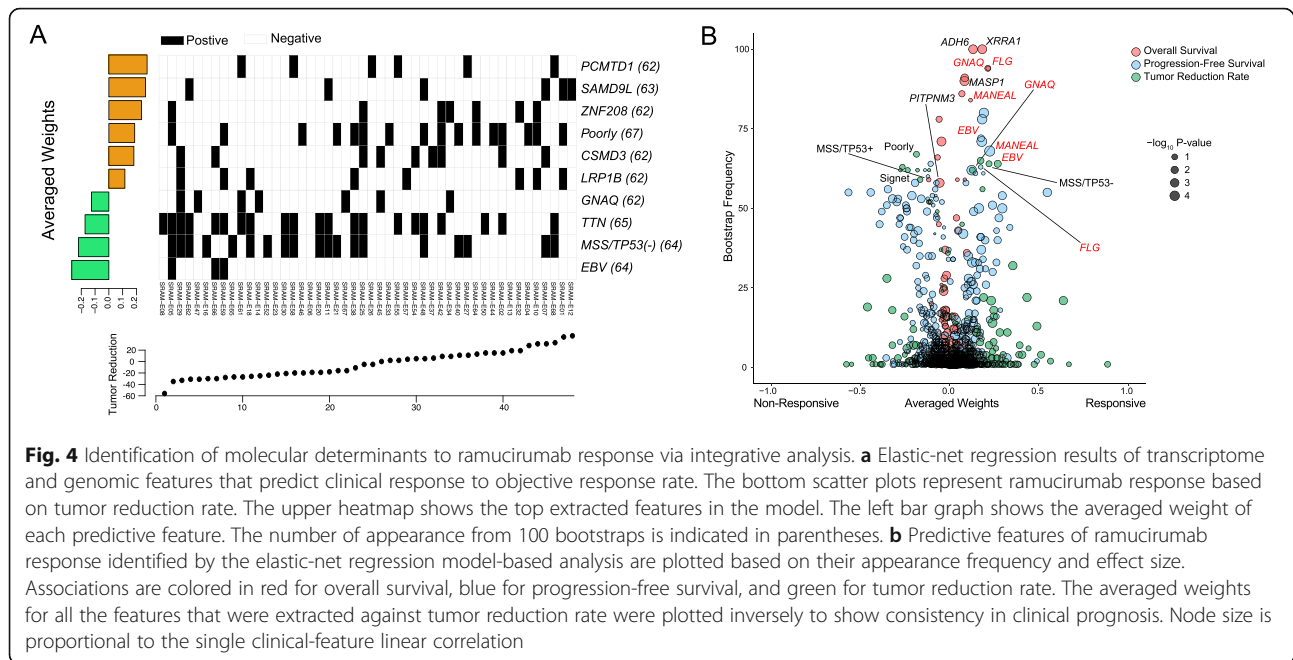 A
Postive
Negative
Averaged Weights
PCMTD1 (62)
SAMD9L (63)
ZNF208 (62)
Poorly (67)
CSMD3 (62)
LRP1B (62)
GNAQ (62)
TTN (65)
MSS/TP53(-) (64)
EBV (64)
-0.2
-0.1
0.0
0.1
0.2
Tumor Reduction
20
0
-20
-40
-60
0
10
20
30
40
B
Bootstrap Frequency
100
75
50
25
0
ADH6
XRRA1
GNAQ
FLG
MASP1
MANEAL
GNAQ
PITPNM3
EBV
MSS/TP53+
Poorly
MANEAL
EBV
Signet
MSS/TP53-
FLG
Overall Survival
Progression-Free Survival
Tumor Reduction Rate
−log10 P-value
1
2
3
4
−1.0
−0.5
0.0
0.5
1.0
Non-Responsive
Averaged Weights
Responsive
Fig. 4 Identification of molecular determinants to ramucirumab response via integrative analysis. a Elastic-net regression results of transcriptome
and genomic features that predict clinical response to objective response rate. The bottom scatter plots represent ramucirumab response based
on tumor reduction rate. The upper heatmap shows the top extracted features in the model. The left bar graph shows the averaged weight of
each predictive feature. The number of appearance from 100 bootstraps is indicated in parentheses. b Predictive features of ramucirumab
response identified by the elastic-net regression model-based analysis are plotted based on their appearance frequency and effect size.
Associations are colored in red for overall survival, blue for progression-free survival, and green for tumor reduction rate. The averaged weights
for all the features that were extracted against tumor reduction rate were plotted inversely to show consistency in clinical prognosis. Node size is
proportional to the single clinical-feature linear correlation